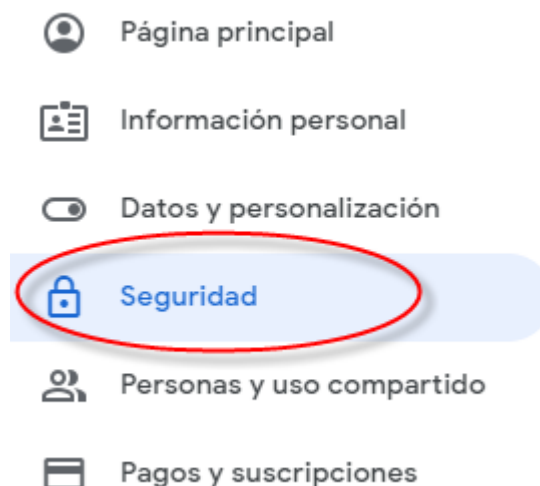 Página principal
Información personal
Datos y personalización
Seguridad
Personas y uso compartido
Pagos y suscripciones